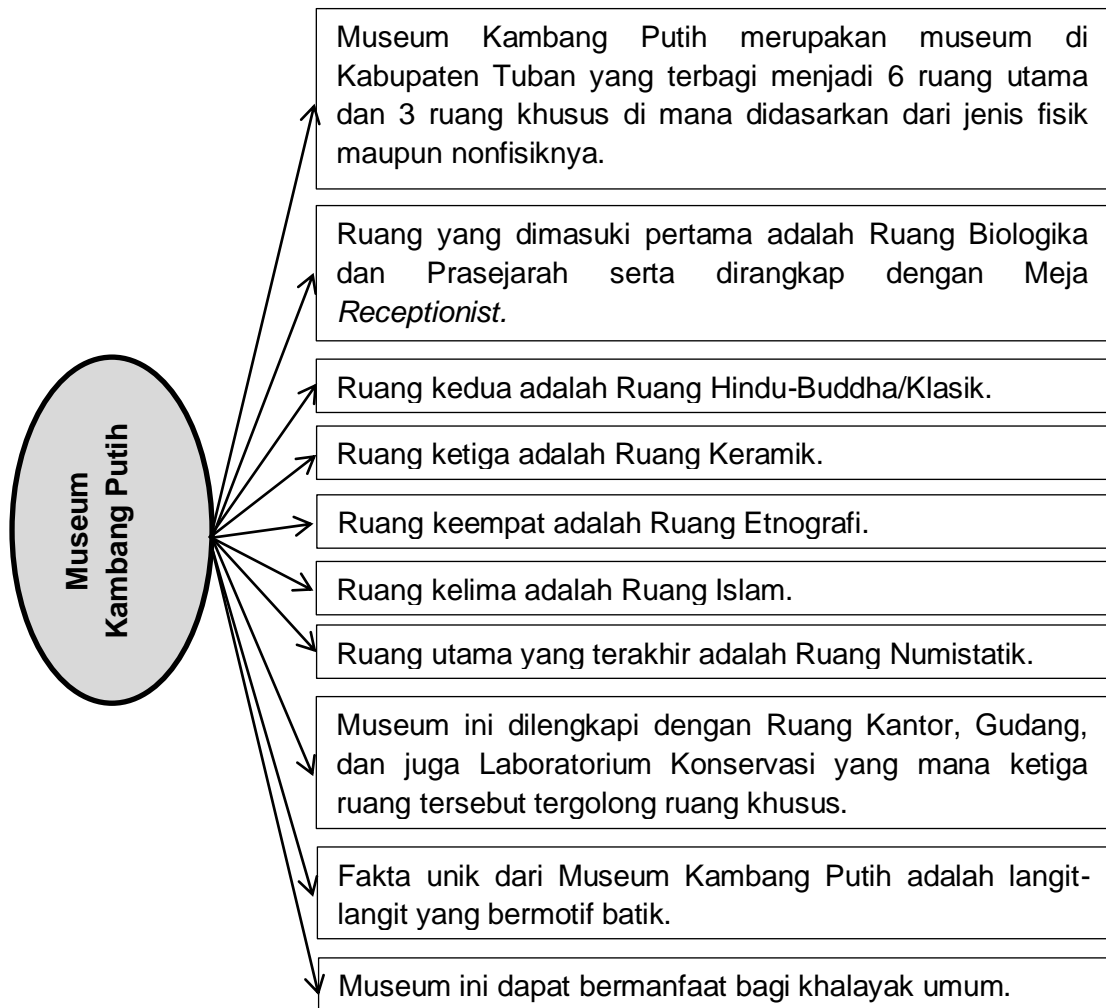 Museum Kambang Putih merupakan museum di
Kabupaten Tuban yang terbagi menjadi 6 ruang utama
dan 3 ruang khusus di mana didasarkan dari jenis fisik
maupun nonfisiknya.
Ruang yang dimasuki pertama adalah Ruang Biologika
dan Prasejarah serta dirangkap dengan Meja
Receptionist.
Museum
Kambang Putih
Ruang kedua adalah Ruang Hindu-Buddha/Klasik.
Ruang ketiga adalah Ruang Keramik.
Ruang keempat adalah Ruang Etnografi.
Ruang kelima adalah Ruang Islam.
Ruang utama yang terakhir adalah Ruang Numistatik.
Museum ini dilengkapi dengan Ruang Kantor, Gudang,
dan juga Laboratorium Konservasi yang mana ketiga
ruang tersebut tergolong ruang khusus.
Fakta unik dari Museum Kambang Putih adalah langit-
langit yang bermotif batik.
Museum ini dapat bermanfaat bagi khalayak umum.